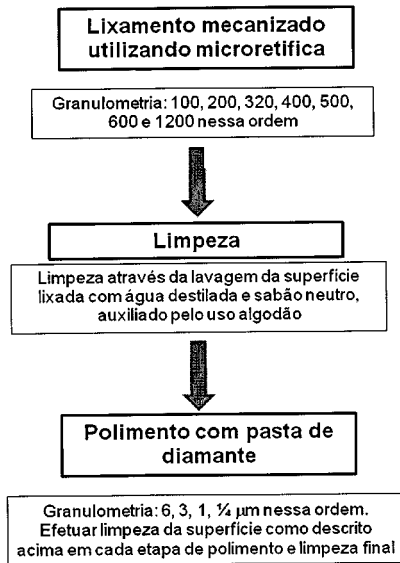 Lixamento mecanizado
utilizando microretifica
Granulometria: 100, 200, 320, 400, 500,
600 e 1200 nessa ordem
Limpeza
Limpeza através da lavagem da superfície
lixada com água destilada e sabão neutro,
auxiliado pelo uso algodão
Polimento com pasta de
diamante
Granulometria: 6, 3, 1, ¼ μm nessa ordem.
Efetuar limpeza da superfície como descrito
acima em cada etapa de polimento e limpeza final